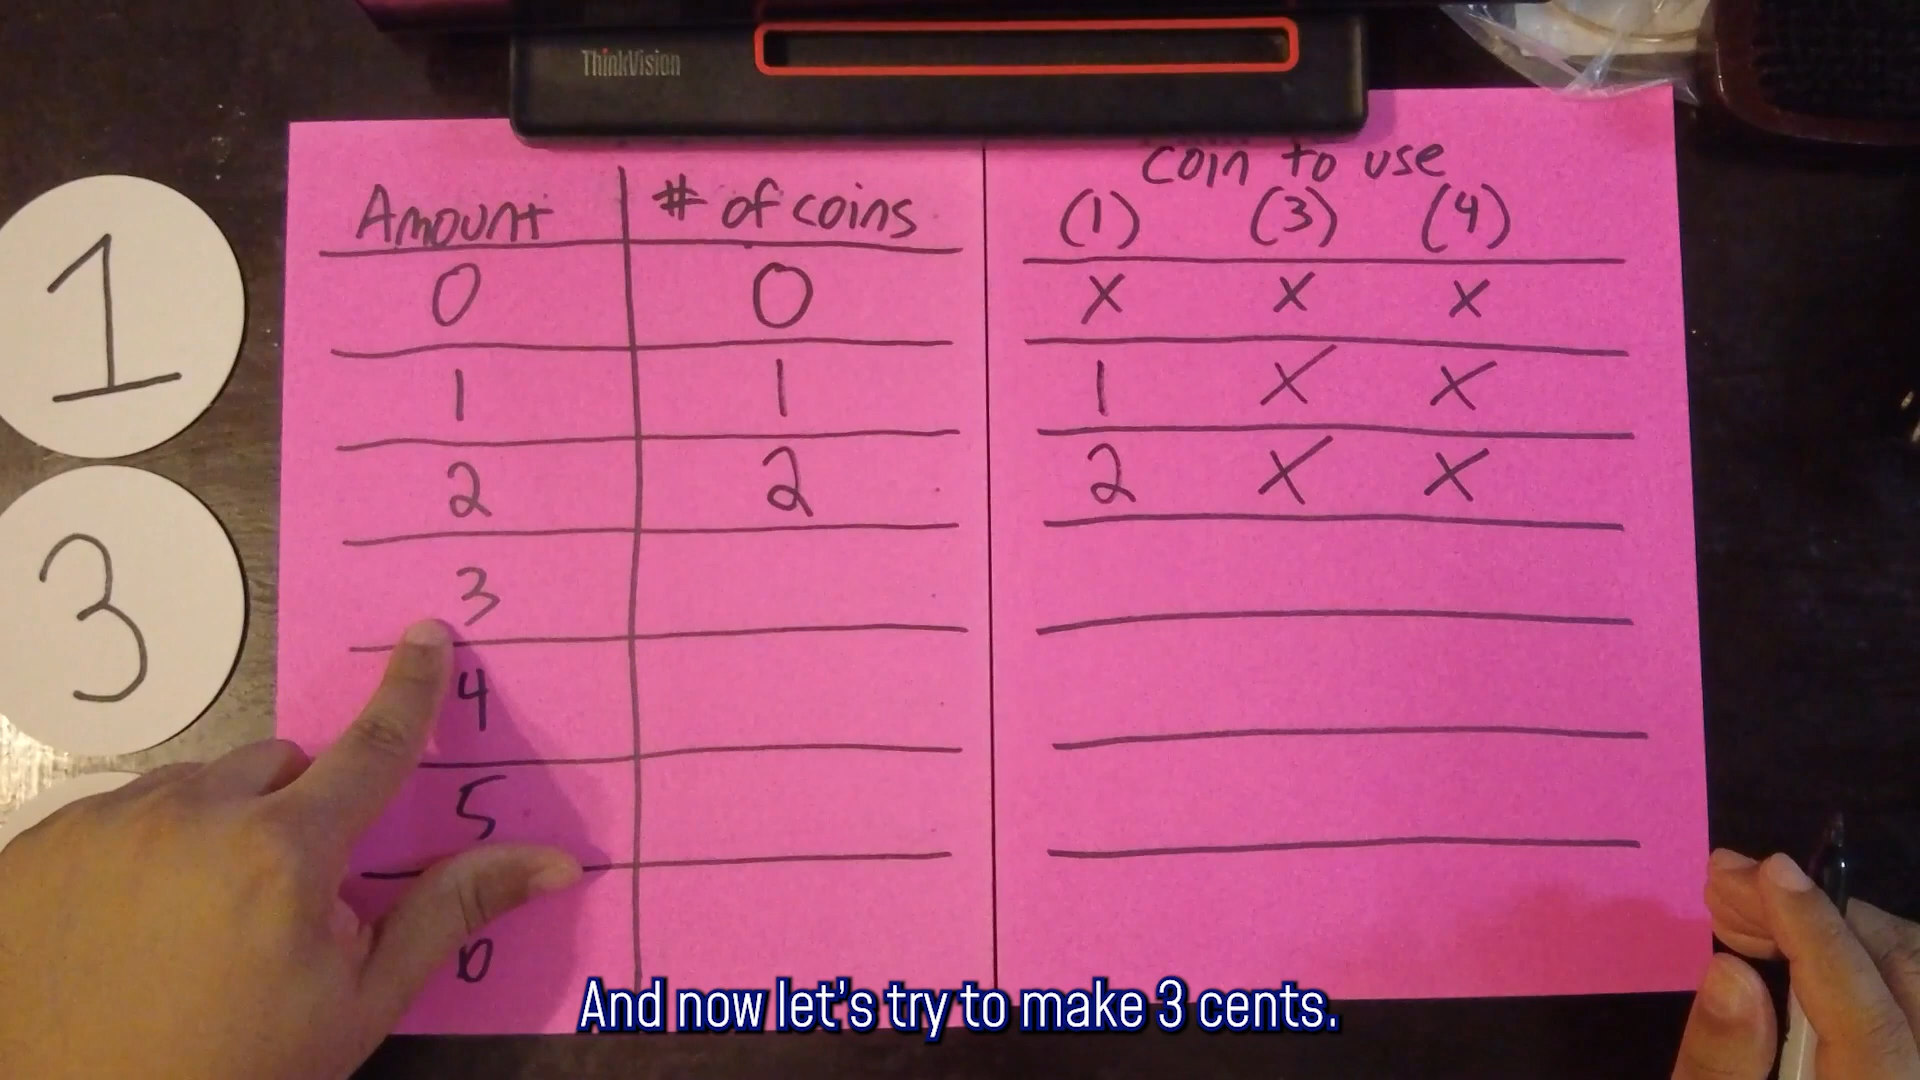 ThinkVision
coin to use
Amount # of coins (1) (3) (4)
0 0 X X X
1 1 1 X X
2 2 2 X X
3
4
5
6
1
3
And now let's try to make 3 cents.